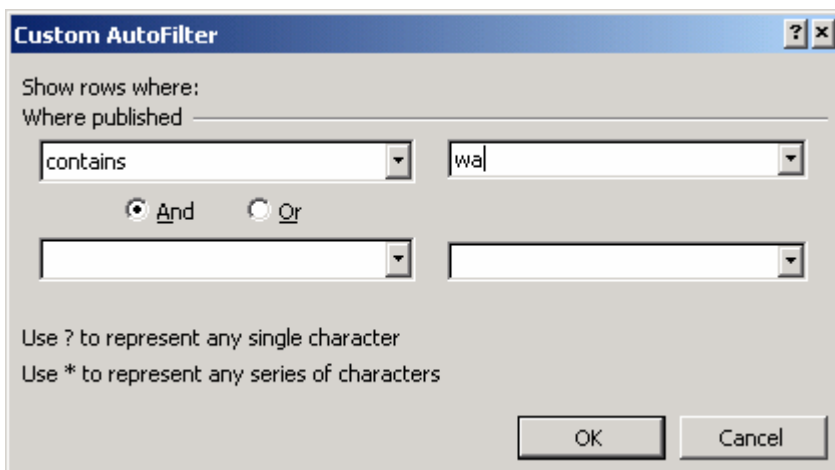 Custom AutoFilter ? ×
Show rows where:
Where published
contains wa
And Or
Use ? to represent any single character
Use * to represent any series of characters
OK Cancel